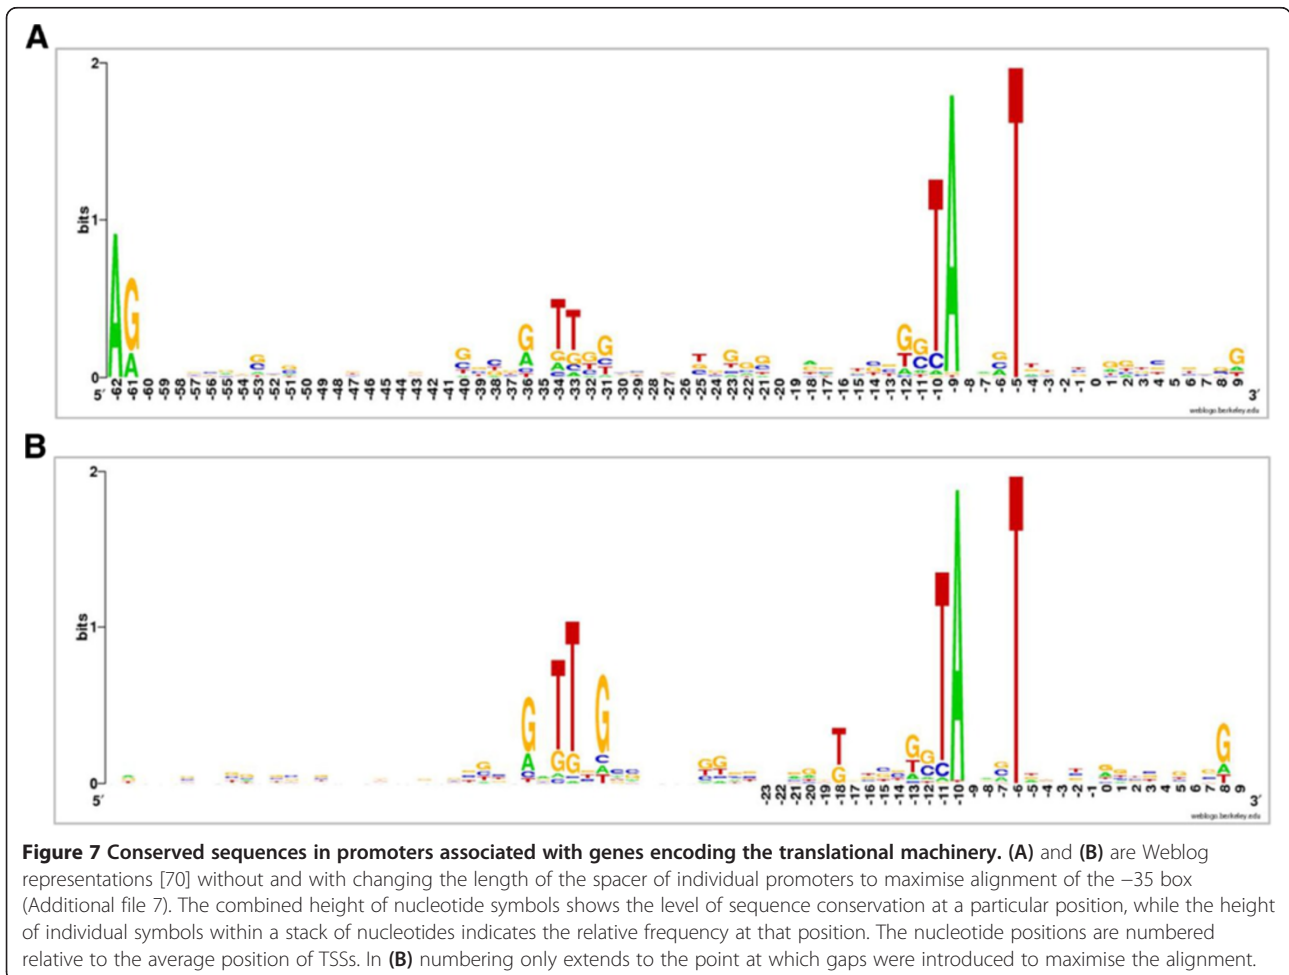 A
2
1
0
bits
5′
-62 -61 -60 -59 -58 -57 -56 -55 -54 -53 -52 -51 -50 -49 -48 -47 -46 -45 -44 -43 -42 -41 -40 -39 -38 -37 -36 -35 -34 -33 -32 -31 -30 -29 -28 -27 -26 -25 -24 -23 -22 -21 -20 -19 -18 -17 -16 -15 -14 -13 -12 -11 -10 -9 -8 -7 -6 -5 -4 -3 -2 -1 0 1 2 3 4 5 6 7 8 9
3′
weblogo.berkeley.edu
B
2
1
0
bits
5′
-23 -22 -21 -20 -19 -18 -17 -16 -15 -14 -13 -12 -11 -10 -9 -8 -7 -6 -5 -4 -3 -2 -1 0 1 2 3 4 5 6 7 8 9
3′
weblogo.berkeley.edu
Figure 7 Conserved sequences in promoters associated with genes encoding the translational machinery. (A) and (B) are Weblog
representations [70] without and with changing the length of the spacer of individual promoters to maximise alignment of the −35 box
(Additional file 7). The combined height of nucleotide symbols shows the level of sequence conservation at a particular position, while the height
of individual symbols within a stack of nucleotides indicates the relative frequency at that position. The nucleotide positions are numbered
relative to the average position of TSSs. In (B) numbering only extends to the point at which gaps were introduced to maximise the alignment.